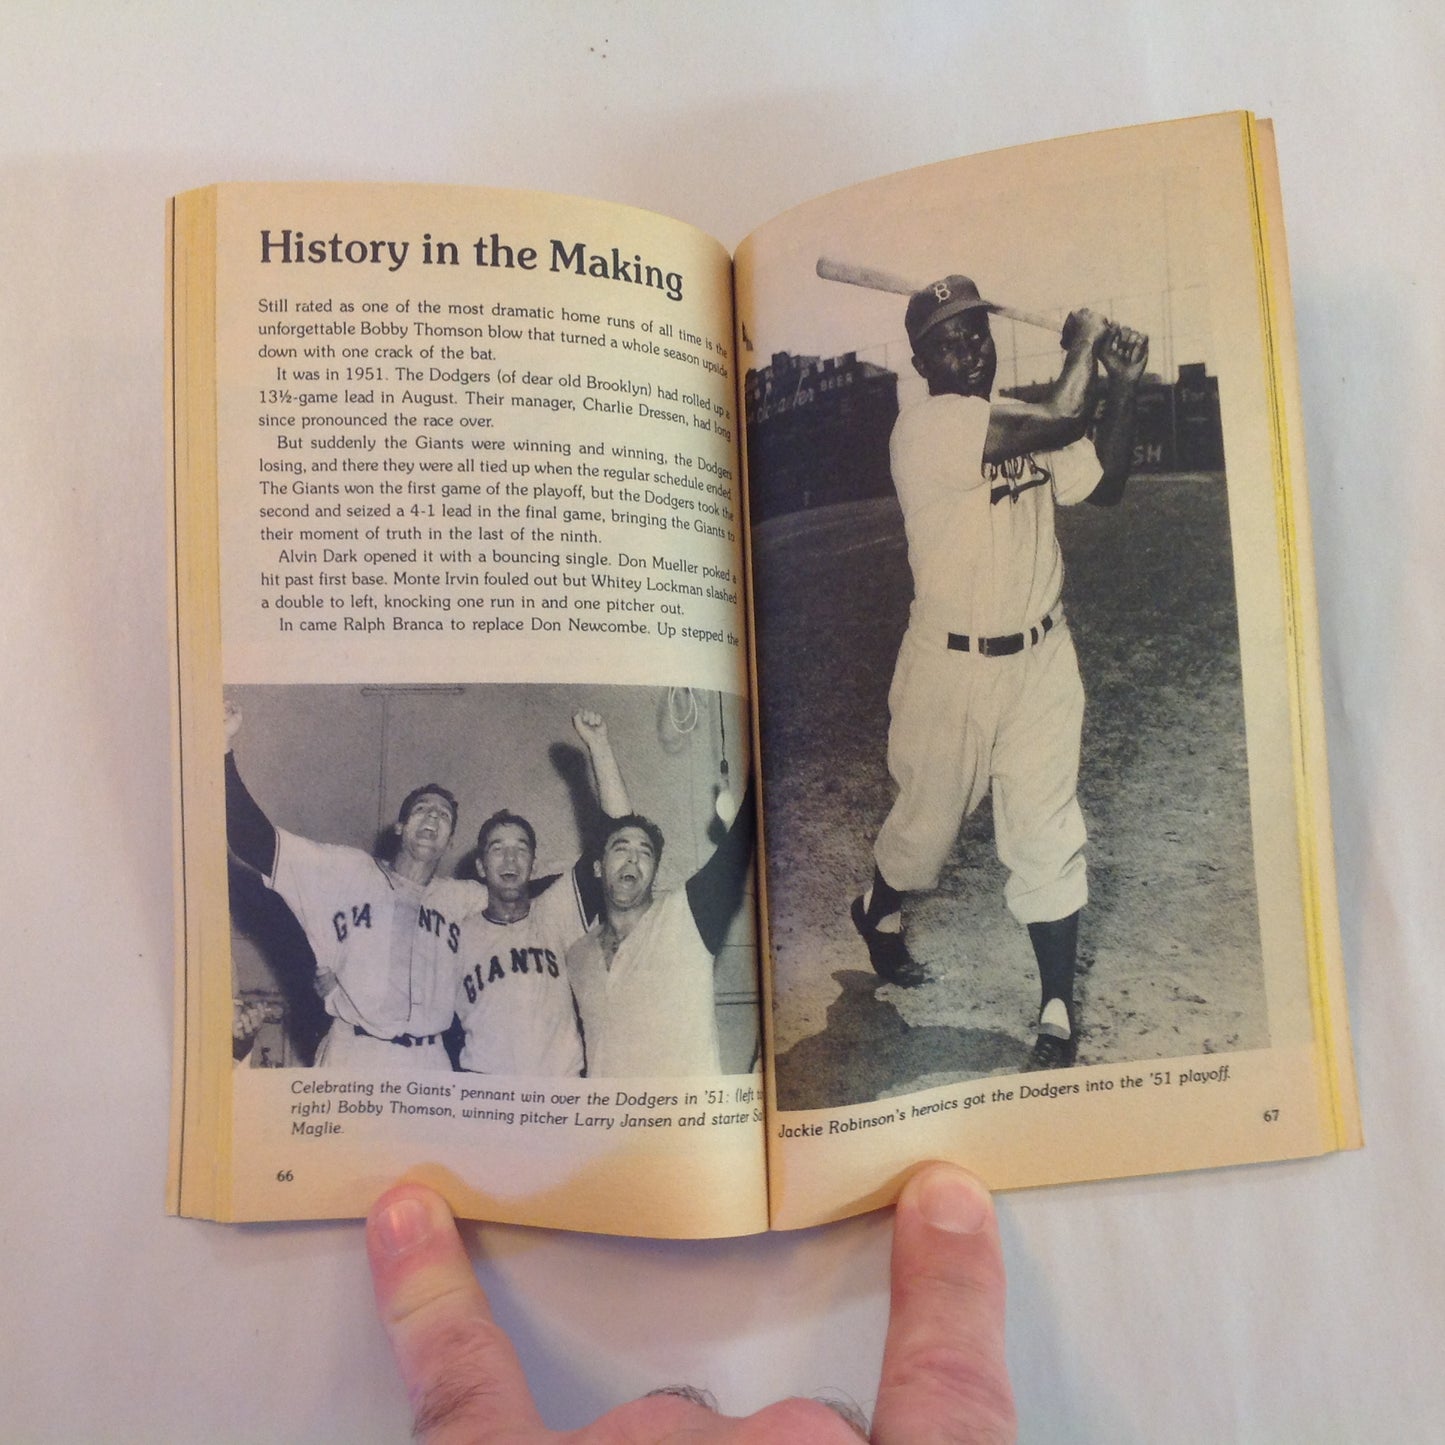 History in the Making
Still rated as one of the most dramatic home runs of all time is the
unforgettable Bobby Thomson blow that turned a whole season upside
down with one crack of the bat.
It was in 1951. The Dodgers (of dear old Brooklyn) had rolled up a
13½-game lead in August. Their manager, Charlie Dressen, had long
since pronounced the race over.
But suddenly the Giants were winning and winning, the Dodgers
losing, and there they were all tied up when the regular schedule ended
The Giants won the first game of the playoff, but the Dodgers took the
second and seized a 4-1 lead in the final game, bringing the Giants to
their moment of truth in the last of the ninth.
Alvin Dark opened it with a bouncing single. Don Mueller poked a
hit past first base. Monte Irvin fouled out but Whitey Lockman slashed
a double to left, knocking one run in and one pitcher out.
In came Ralph Branca to replace Don Newcombe. Up stepped the
GIANTS
GIANTS
Celebrating the Giants' pennant win over the Dodgers in '51: (left to
right) Bobby Thomson, winning pitcher Larry Jansen and starter Sa
Maglie.
66
B
BEER
SH
Jackie Robinson's heroics got the Dodgers into the '51 playoff.
67